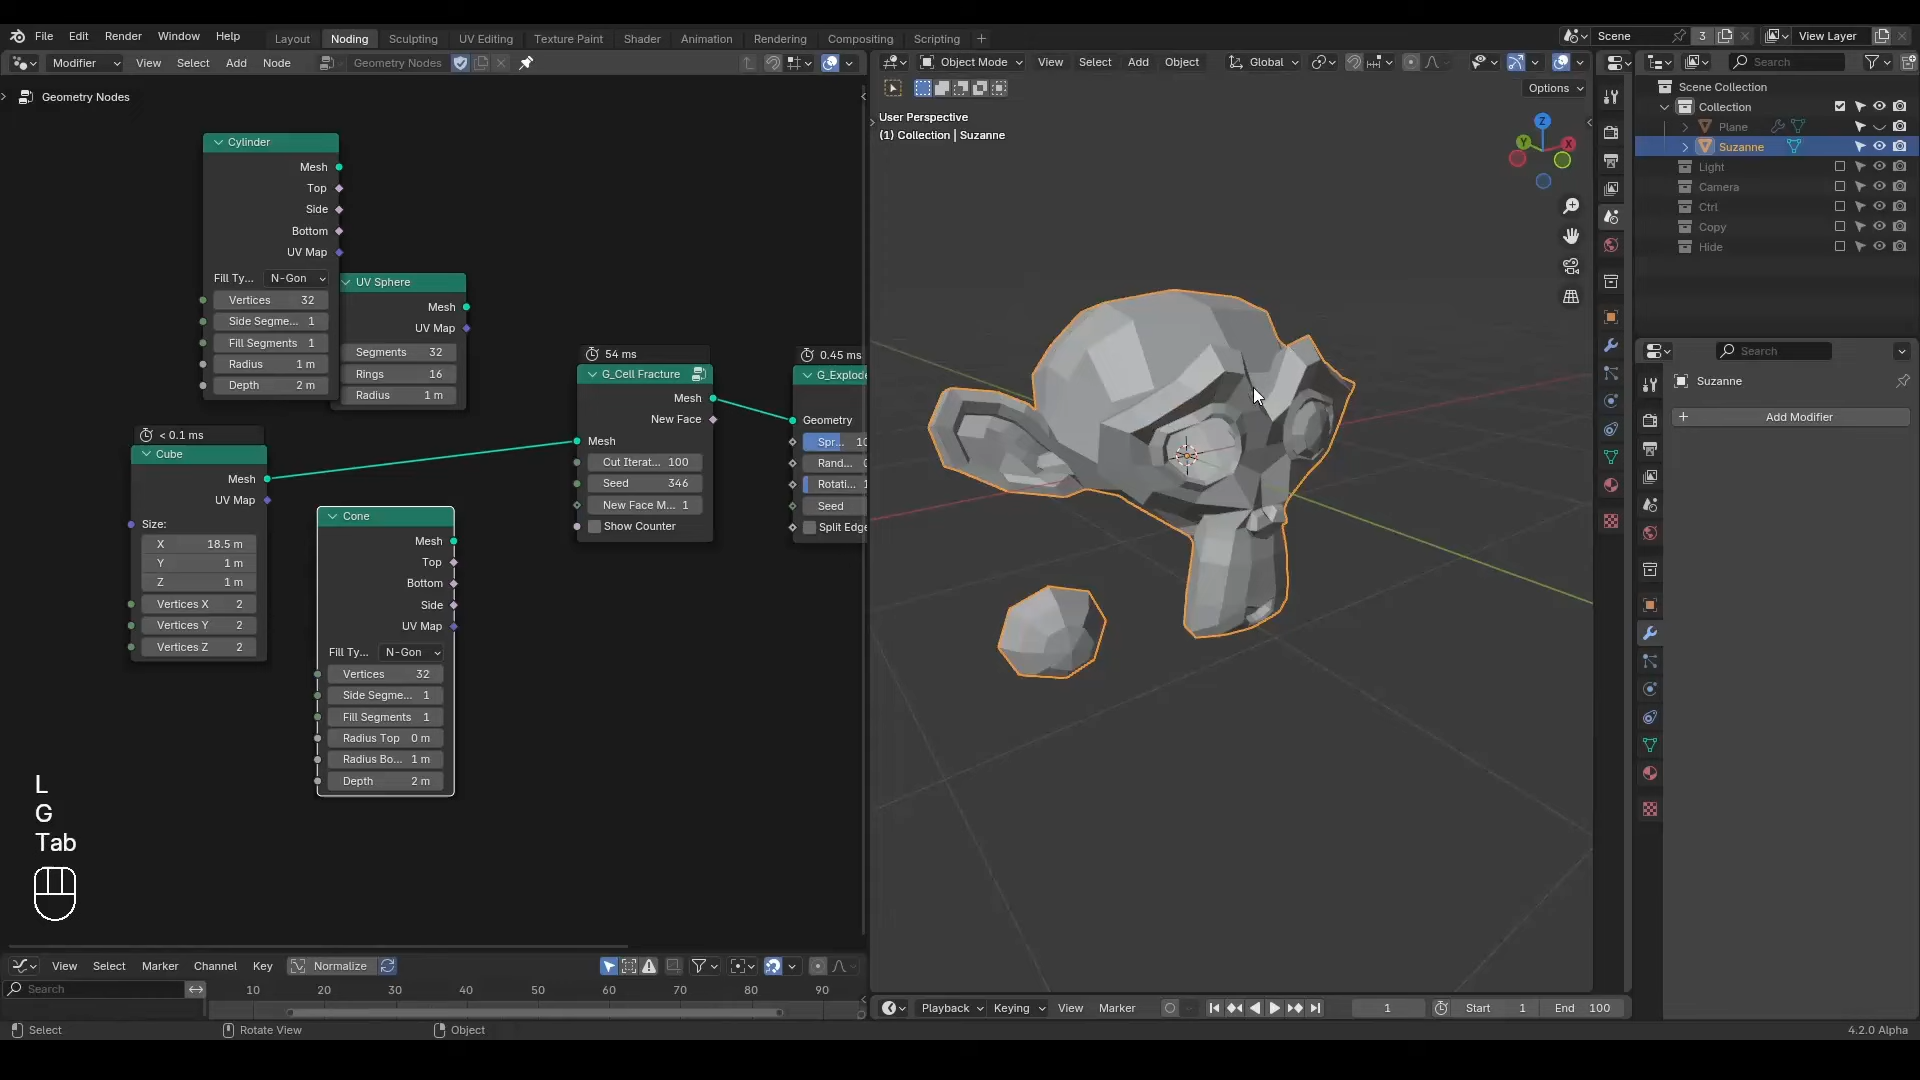 File Edit Render Window Help Layout Noding Sculpting UV Editing Texture Paint Shader Animation Rendering Compositing Scripting Scene 3 View Layer
Modifier View Select Add Node Geometry Nodes Object Mode View Select Add Object Global Search
Options
Geometry Nodes
User Perspective
(1) Collection | Suzanne
Z
Y
X
Scene Collection
Collection
Plane
Suzanne
Light
Camera
Ctrl
Copy
Hide
Cylinder
Mesh
Top
Side
Bottom
UV Map
Fill Ty... N-Gon
Vertices 32
Side Segme... 1
Fill Segments 1
Radius 1 m
Depth 2 m
UV Sphere
Mesh
UV Map
Segments 32
Rings 16
Radius 1 m
< 0.1 ms
Cube
Mesh
UV Map
Size:
X 18.5 m
Y 1 m
Z 1 m
Vertices X 2
Vertices Y 2
Vertices Z 2
Cone
Mesh
Top
Bottom
Side
UV Map
Fill Ty... N-Gon
Vertices 32
Side Segme... 1
Fill Segments 1
Radius Top 0 m
Radius Bo... 1 m
Depth 2 m
54 ms
G_Cell Fracture
Mesh
New Face
Mesh
Cut Iterat... 100
Seed 346
New Face M... 1
Show Counter
0.45 ms
G_Explode
Geometry
Spr... 10
Rand...
Rotati...
Seed
Split Edge
Search
Suzanne
Add Modifier
L
G
Tab
View Select Marker Channel Key Normalize
Search 10 20 30 40 50 60 70 80 90
Playback Keying View Marker 1 Start 1 End 100
Select Rotate View Object 4.2.0 Alpha